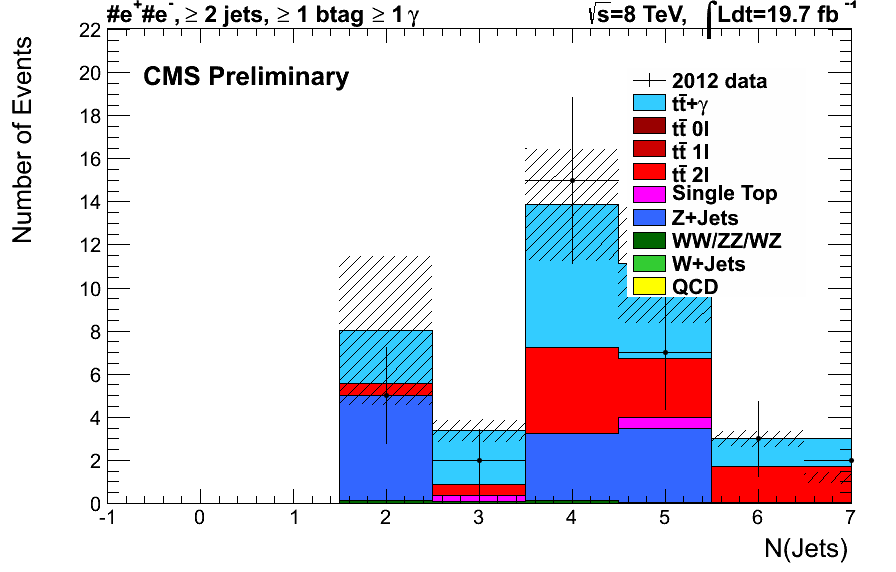 #e⁺#e⁻, ≥ 2 jets, ≥ 1 btag ≥ 1 γ
√s=8 TeV, ∫Ldt=19.7 fb⁻¹
CMS Preliminary
Number of Events
22
20
18
16
14
12
10
8
6
4
2
0
2012 data
tt̄+γ
tt̄ 0l
tt̄ 1l
tt̄ 2l
Single Top
Z+Jets
WW/ZZ/WZ
W+Jets
QCD
-1 0 1 2 3 4 5 6 7
N(Jets)